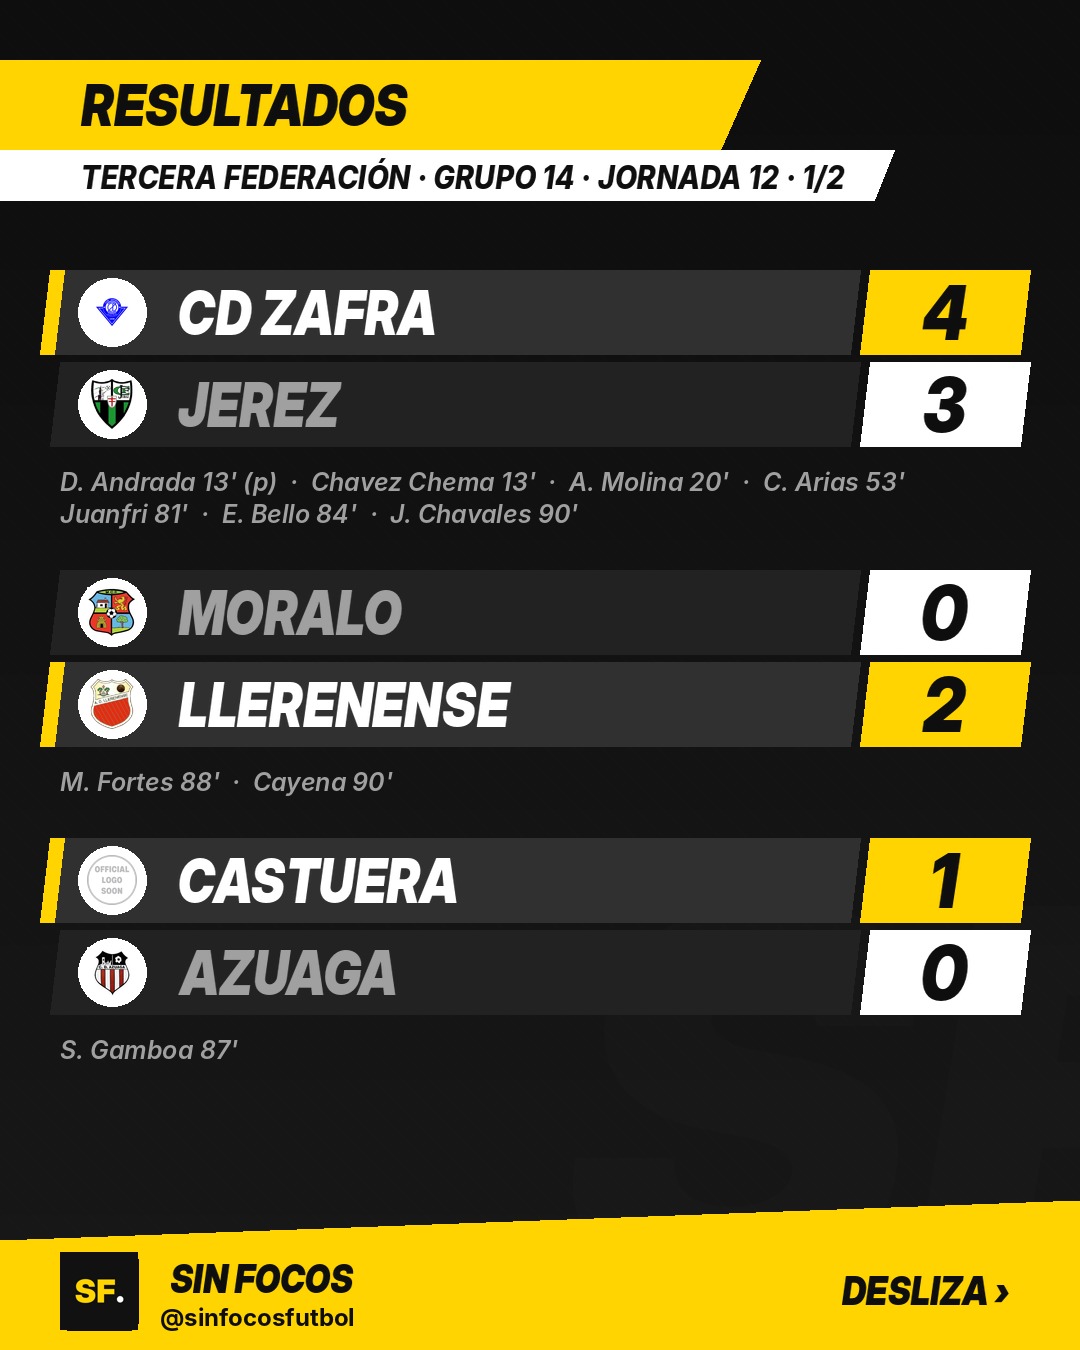 RESULTADOS
TERCERA FEDERACIÓN · GRUPO 14 · JORNADA 12 · 1/2
CD ZAFRA 4
JEREZ 3
D. Andrada 13' (p) · Chavez Chema 13' · A. Molina 20' · C. Arias 53'
Juanfri 81' · E. Bello 84' · J. Chavales 90'
MORALO 0
LLERENENSE 2
M. Fortes 88' · Cayena 90'
OFFICIAL
LOGO
SOON
CASTUERA 1
AZUAGA 0
S. Gamboa 87'
SF
SF.
SIN FOCOS
@sinfocosfutbol
DESLIZA ›